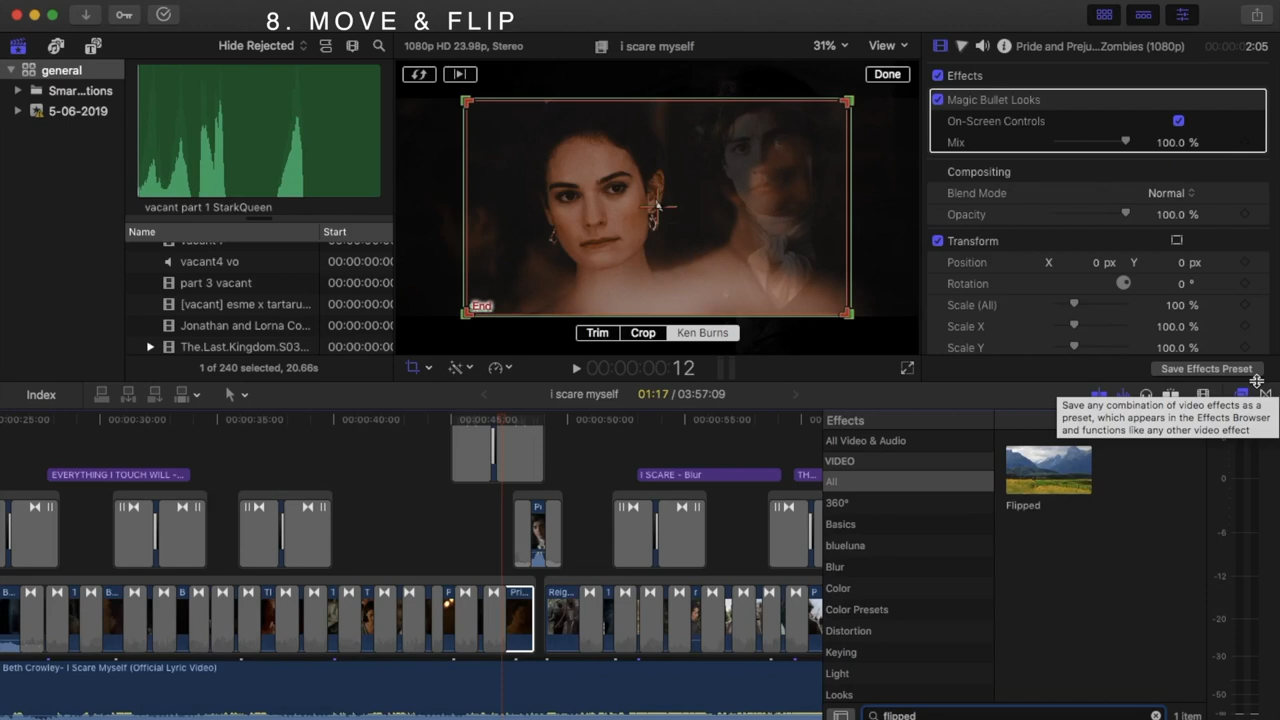 8. MOVE & FLIP
Hide Rejected
1080p HD 23.98p, Stereo
i scare myself
31%
View
Pride and Preju...Zombies (1080p)
2:05
general
Smar...tions
5-06-2019
vacant part 1 StarkQueen
Name
Start
vacant4 vo
00:00:00:0
part 3 vacant
00:00:00:0
[vacant] esme x tartaru...
00:00:00:0
Jonathan and Lorna Co...
00:00:00:0
The.Last.Kingdom.S03...
00:00:00:0
1 of 240 selected, 20.66s
Done
End
Trim
Crop
Ken Burns
00:00:00:12
Effects
Magic Bullet Looks
On-Screen Controls
Mix
100.0 %
Compositing
Blend Mode
Normal
Opacity
100.0 %
Transform
Position
X
0 px
Y
0 px
Rotation
0 °
Scale (All)
100 %
Scale X
100.0 %
Scale Y
100.0 %
Save Effects Preset
Save any combination of video effects as a
preset, which appears in the Effects Browser
and functions like any other video effect
Index
i scare myself
01:17 / 03:57:09
0:00:25:00
00:00:30:00
00:00:35:00
00:00:40:00
00:00:45:00
00:00:50:00
00
EVERYTHING I TOUCH WILL -...
I SCARE - Blur
TH...
Beth Crowley- I Scare Myself (Official Lyric Video)
Effects
All Video & Audio
VIDEO
All
360°
Basics
blueluna
Blur
Color
Color Presets
Distortion
Keying
Light
Looks
Flipped
flipped
1 item
0
-6
-12
-20
-30
-50